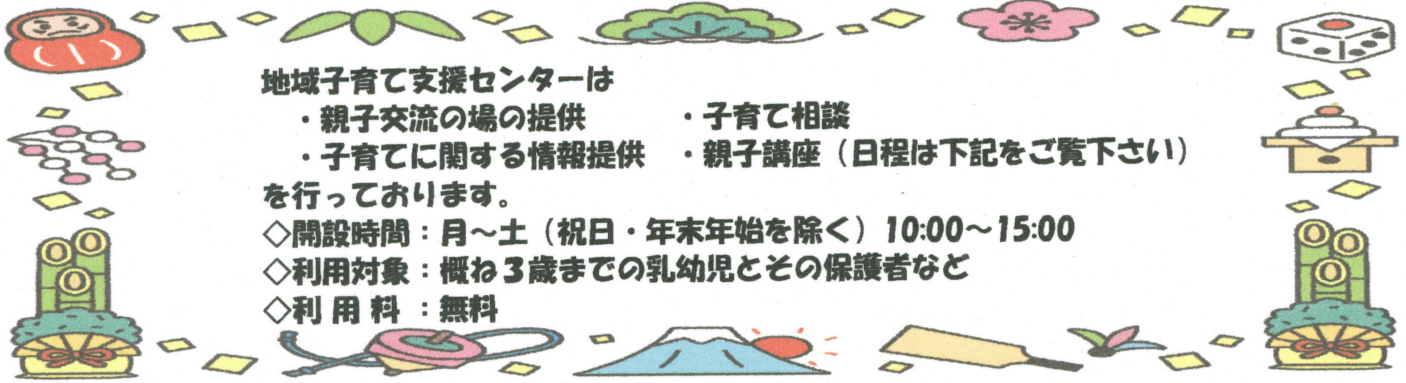 地域子育て支援センターは
・親子交流の場の提供　　　・子育て相談
・子育てに関する情報提供　・親子講座（日程は下記をご覧下さい）
を行っております。
◇開設時間：月～土（祝日・年末年始を除く）10:00～15:00
◇利用対象：概ね３歳までの乳幼児とその保護者など
◇利 用 料 ：無料